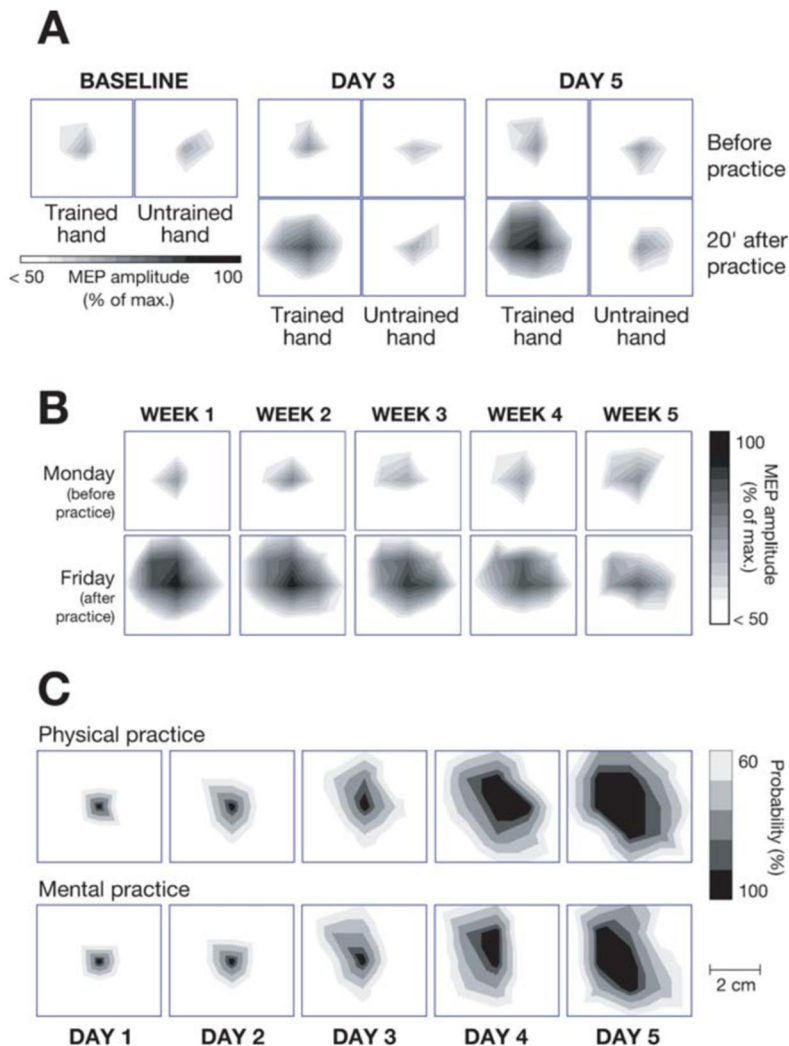 A
BASELINE DAY 3 DAY 5
Before
practice
Trained Untrained
hand hand
20' after
practice
< 50 MEP amplitude 100
(% of max.)
Trained Untrained Trained Untrained
hand hand hand hand
B
WEEK 1 WEEK 2 WEEK 3 WEEK 4 WEEK 5
Monday
(before
practice)
Friday
(after
practice)
100
MEP amplitude
(% of max.)
< 50
C
Physical practice
60
Probability (%)
100
Mental practice
2 cm
DAY 1 DAY 2 DAY 3 DAY 4 DAY 5